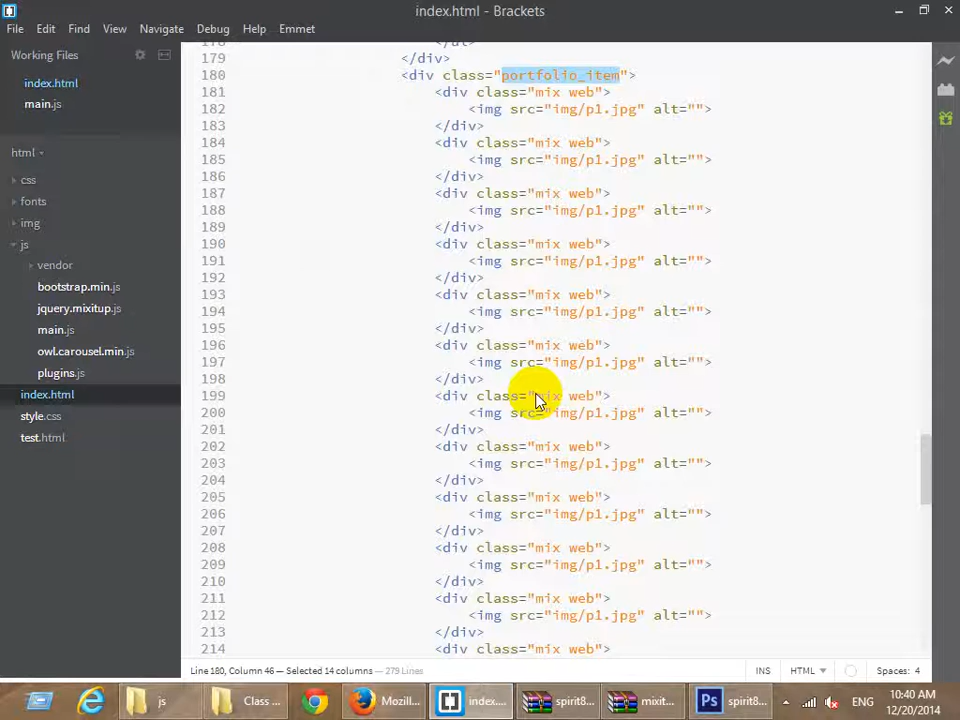 index.html - Brackets
File Edit Find View Navigate Debug Help Emmet
Working Files
index.html
main.js
html
css
fonts
img
js
vendor
bootstrap.min.js
jquery.mixitup.js
main.js
owl.carousel.min.js
plugins.js
index.html
style.css
test.html
179 </div>
180 <div class="portfolio_item">
181 <div class="mix web">
182 <img src="img/p1.jpg" alt="">
183 </div>
184 <div class="mix web">
185 <img src="img/p1.jpg" alt="">
186 </div>
187 <div class="mix web">
188 <img src="img/p1.jpg" alt="">
189 </div>
190 <div class="mix web">
191 <img src="img/p1.jpg" alt="">
192 </div>
193 <div class="mix web">
194 <img src="img/p1.jpg" alt="">
195 </div>
196 <div class="mix web">
197 <img src="img/p1.jpg" alt="">
198 </div>
199 <div class="mix web">
200 <img src="img/p1.jpg" alt="">
201 </div>
202 <div class="mix web">
203 <img src="img/p1.jpg" alt="">
204 </div>
205 <div class="mix web">
206 <img src="img/p1.jpg" alt="">
207 </div>
208 <div class="mix web">
209 <img src="img/p1.jpg" alt="">
210 </div>
211 <div class="mix web">
212 <img src="img/p1.jpg" alt="">
213 </div>
214 <div class="mix web">
Line 180, Column 46 — Selected 14 columns — 279 Lines
INS HTML Spaces: 4
js Class ... Mozill... index.... spirit8... mixit... Ps spirit8... ENG
10:40 AM
12/20/2014